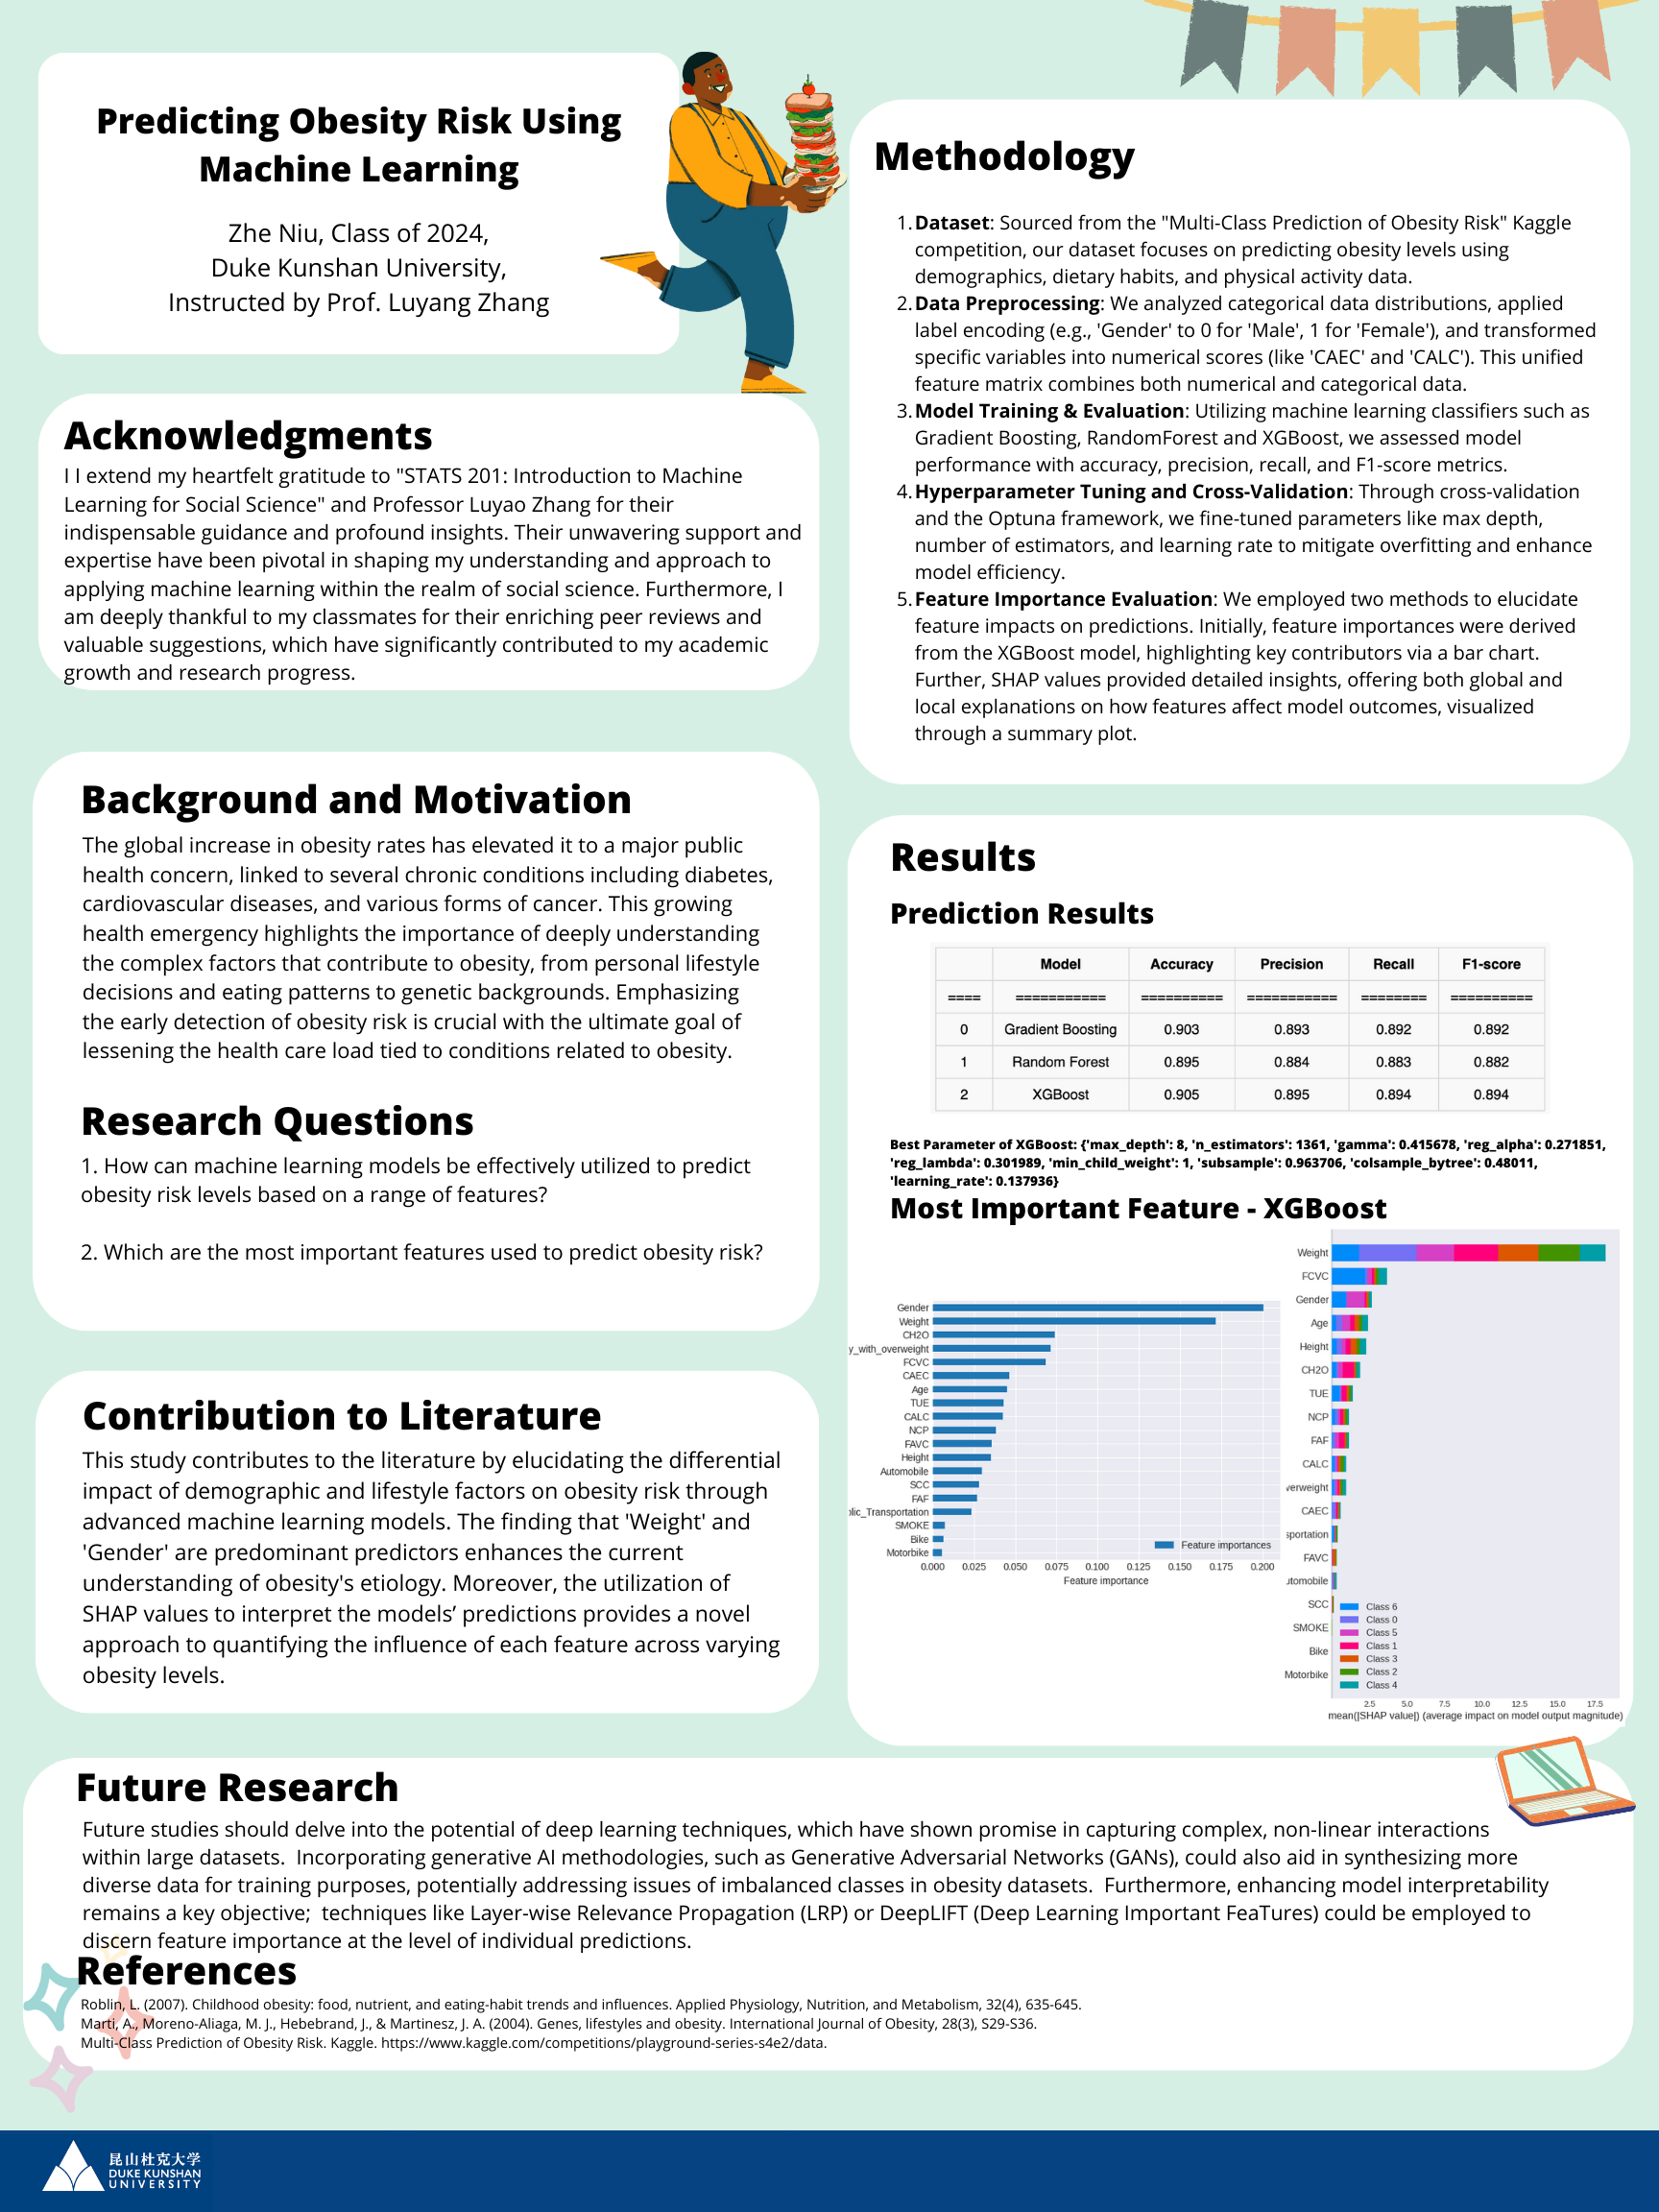 Predicting Obesity Risk Using
Machine Learning
Zhe Niu, Class of 2024,
Duke Kunshan University,
Instructed by Prof. Luyang Zhang
Acknowledgments
I I extend my heartfelt gratitude to "STATS 201: Introduction to Machine
Learning for Social Science" and Professor Luyao Zhang for their
indispensable guidance and profound insights. Their unwavering support and
expertise have been pivotal in shaping my understanding and approach to
applying machine learning within the realm of social science. Furthermore, I
am deeply thankful to my classmates for their enriching peer reviews and
valuable suggestions, which have significantly contributed to my academic
growth and research progress.
Background and Motivation
The global increase in obesity rates has elevated it to a major public
health concern, linked to several chronic conditions including diabetes,
cardiovascular diseases, and various forms of cancer. This growing
health emergency highlights the importance of deeply understanding
the complex factors that contribute to obesity, from personal lifestyle
decisions and eating patterns to genetic backgrounds. Emphasizing
the early detection of obesity risk is crucial with the ultimate goal of
lessening the health care load tied to conditions related to obesity.
Research Questions
1. How can machine learning models be effectively utilized to predict
obesity risk levels based on a range of features?
2. Which are the most important features used to predict obesity risk?
Contribution to Literature
This study contributes to the literature by elucidating the differential
impact of demographic and lifestyle factors on obesity risk through
advanced machine learning models. The finding that 'Weight' and
'Gender' are predominant predictors enhances the current
understanding of obesity's etiology. Moreover, the utilization of
SHAP values to interpret the models’ predictions provides a novel
approach to quantifying the influence of each feature across varying
obesity levels.
Methodology
1. Dataset: Sourced from the "Multi-Class Prediction of Obesity Risk" Kaggle
competition, our dataset focuses on predicting obesity levels using
demographics, dietary habits, and physical activity data.
2. Data Preprocessing: We analyzed categorical data distributions, applied
label encoding (e.g., 'Gender' to 0 for 'Male', 1 for 'Female'), and transformed
specific variables into numerical scores (like 'CAEC' and 'CALC'). This unified
feature matrix combines both numerical and categorical data.
3. Model Training & Evaluation: Utilizing machine learning classifiers such as
Gradient Boosting, RandomForest and XGBoost, we assessed model
performance with accuracy, precision, recall, and F1-score metrics.
4. Hyperparameter Tuning and Cross-Validation: Through cross-validation
and the Optuna framework, we fine-tuned parameters like max depth,
number of estimators, and learning rate to mitigate overfitting and enhance
model efficiency.
5. Feature Importance Evaluation: We employed two methods to elucidate
feature impacts on predictions. Initially, feature importances were derived
from the XGBoost model, highlighting key contributors via a bar chart.
Further, SHAP values provided detailed insights, offering both global and
local explanations on how features affect model outcomes, visualized
through a summary plot.
Results
Prediction Results
Model Accuracy Precision Recall F1-score
==== =========== ========== =========== ======== ==========
0 Gradient Boosting 0.903 0.893 0.892 0.892
1 Random Forest 0.895 0.884 0.883 0.882
2 XGBoost 0.905 0.895 0.894 0.894
Best Parameter of XGBoost: {'max_depth': 8, 'n_estimators': 1361, 'gamma': 0.415678, 'reg_alpha': 0.271851,
'reg_lambda': 0.301989, 'min_child_weight': 1, 'subsample': 0.963706, 'colsample_bytree': 0.48011,
'learning_rate': 0.137936}
Most Important Feature - XGBoost
Gender
Weight
CH2O
y_with_overweight
FCVC
CAEC
Age
TUE
CALC
NCP
FAVC
Height
Automobile
SCC
FAF
lic_Transportation
SMOKE
Bike
Motorbike
Feature importances
0.000 0.025 0.050 0.075 0.100 0.125 0.150 0.175 0.200
Feature importance
Weight
FCVC
Gender
Age
Height
CH2O
TUE
NCP
FAF
CALC
verweight
CAEC
sportation
FAVC
utomobile
SCC
SMOKE
Bike
Motorbike
Class 6
Class 0
Class 5
Class 1
Class 3
Class 2
Class 4
2.5 5.0 7.5 10.0 12.5 15.0 17.5
mean(|SHAP value|) (average impact on model output magnitude)
Future Research
Future studies should delve into the potential of deep learning techniques, which have shown promise in capturing complex, non-linear interactions
within large datasets. Incorporating generative AI methodologies, such as Generative Adversarial Networks (GANs), could also aid in synthesizing more
diverse data for training purposes, potentially addressing issues of imbalanced classes in obesity datasets. Furthermore, enhancing model interpretability
remains a key objective; techniques like Layer-wise Relevance Propagation (LRP) or DeepLIFT (Deep Learning Important FeaTures) could be employed to
discern feature importance at the level of individual predictions.
References
Roblin, L. (2007). Childhood obesity: food, nutrient, and eating-habit trends and influences. Applied Physiology, Nutrition, and Metabolism, 32(4), 635-645.
Marti, A., Moreno-Aliaga, M. J., Hebebrand, J., & Martinesz, J. A. (2004). Genes, lifestyles and obesity. International Journal of Obesity, 28(3), S29-S36.
Multi-Class Prediction of Obesity Risk. Kaggle. https://www.kaggle.com/competitions/playground-series-s4e2/data.
昆山杜克大学
DUKE KUNSHAN
UNIVERSITY